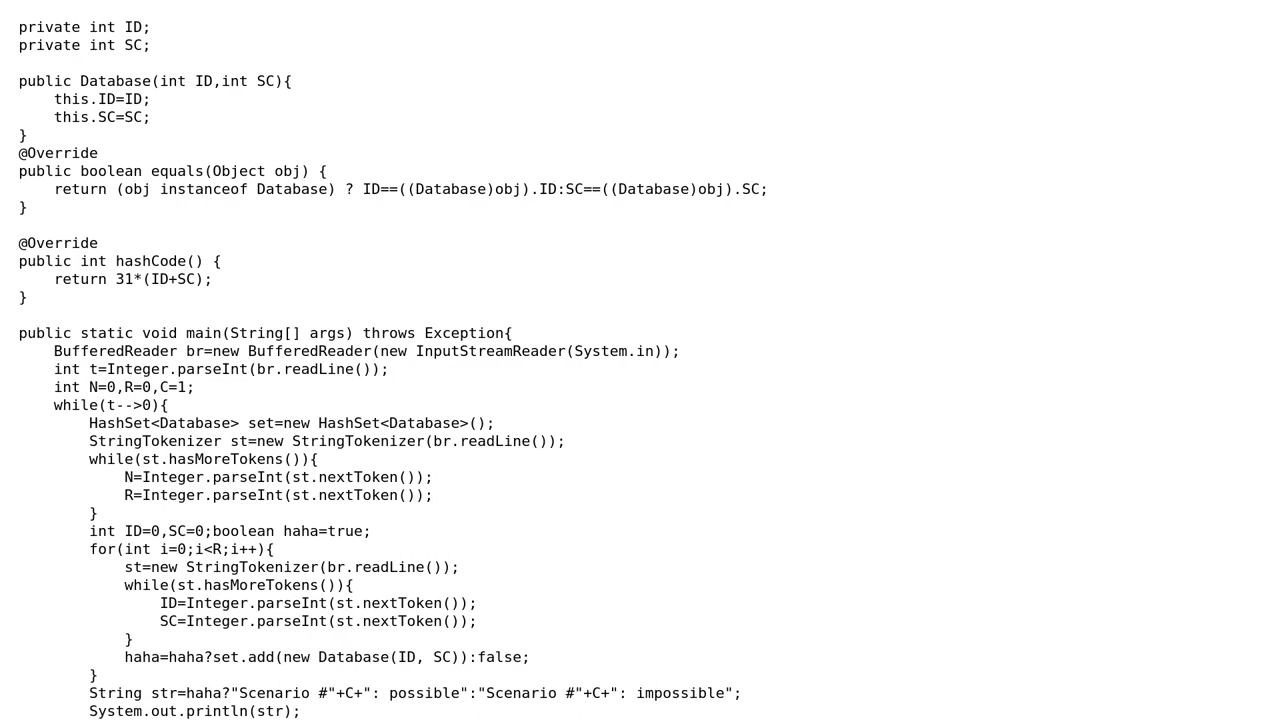 private int ID;
private int SC;

public Database(int ID,int SC){
    this.ID=ID;
    this.SC=SC;
}
@Override
public boolean equals(Object obj) {
    return (obj instanceof Database) ? ID==((Database)obj).ID:SC==((Database)obj).SC;
}

@Override
public int hashCode() {
    return 31*(ID+SC);
}

public static void main(String[] args) throws Exception{
    BufferedReader br=new BufferedReader(new InputStreamReader(System.in));
    int t=Integer.parseInt(br.readLine());
    int N=0,R=0,C=1;
    while(t-->0){
        HashSet<Database> set=new HashSet<Database>();
        StringTokenizer st=new StringTokenizer(br.readLine());
        while(st.hasMoreTokens()){
            N=Integer.parseInt(st.nextToken());
            R=Integer.parseInt(st.nextToken());
        }
        int ID=0,SC=0;boolean haha=true;
        for(int i=0;i<R;i++){
            st=new StringTokenizer(br.readLine());
            while(st.hasMoreTokens()){
                ID=Integer.parseInt(st.nextToken());
                SC=Integer.parseInt(st.nextToken());
            }
            haha=haha?set.add(new Database(ID, SC)):false;
        }
        String str=haha?"Scenario #"+C+": possible":"Scenario #"+C+": impossible";
        System.out.println(str);